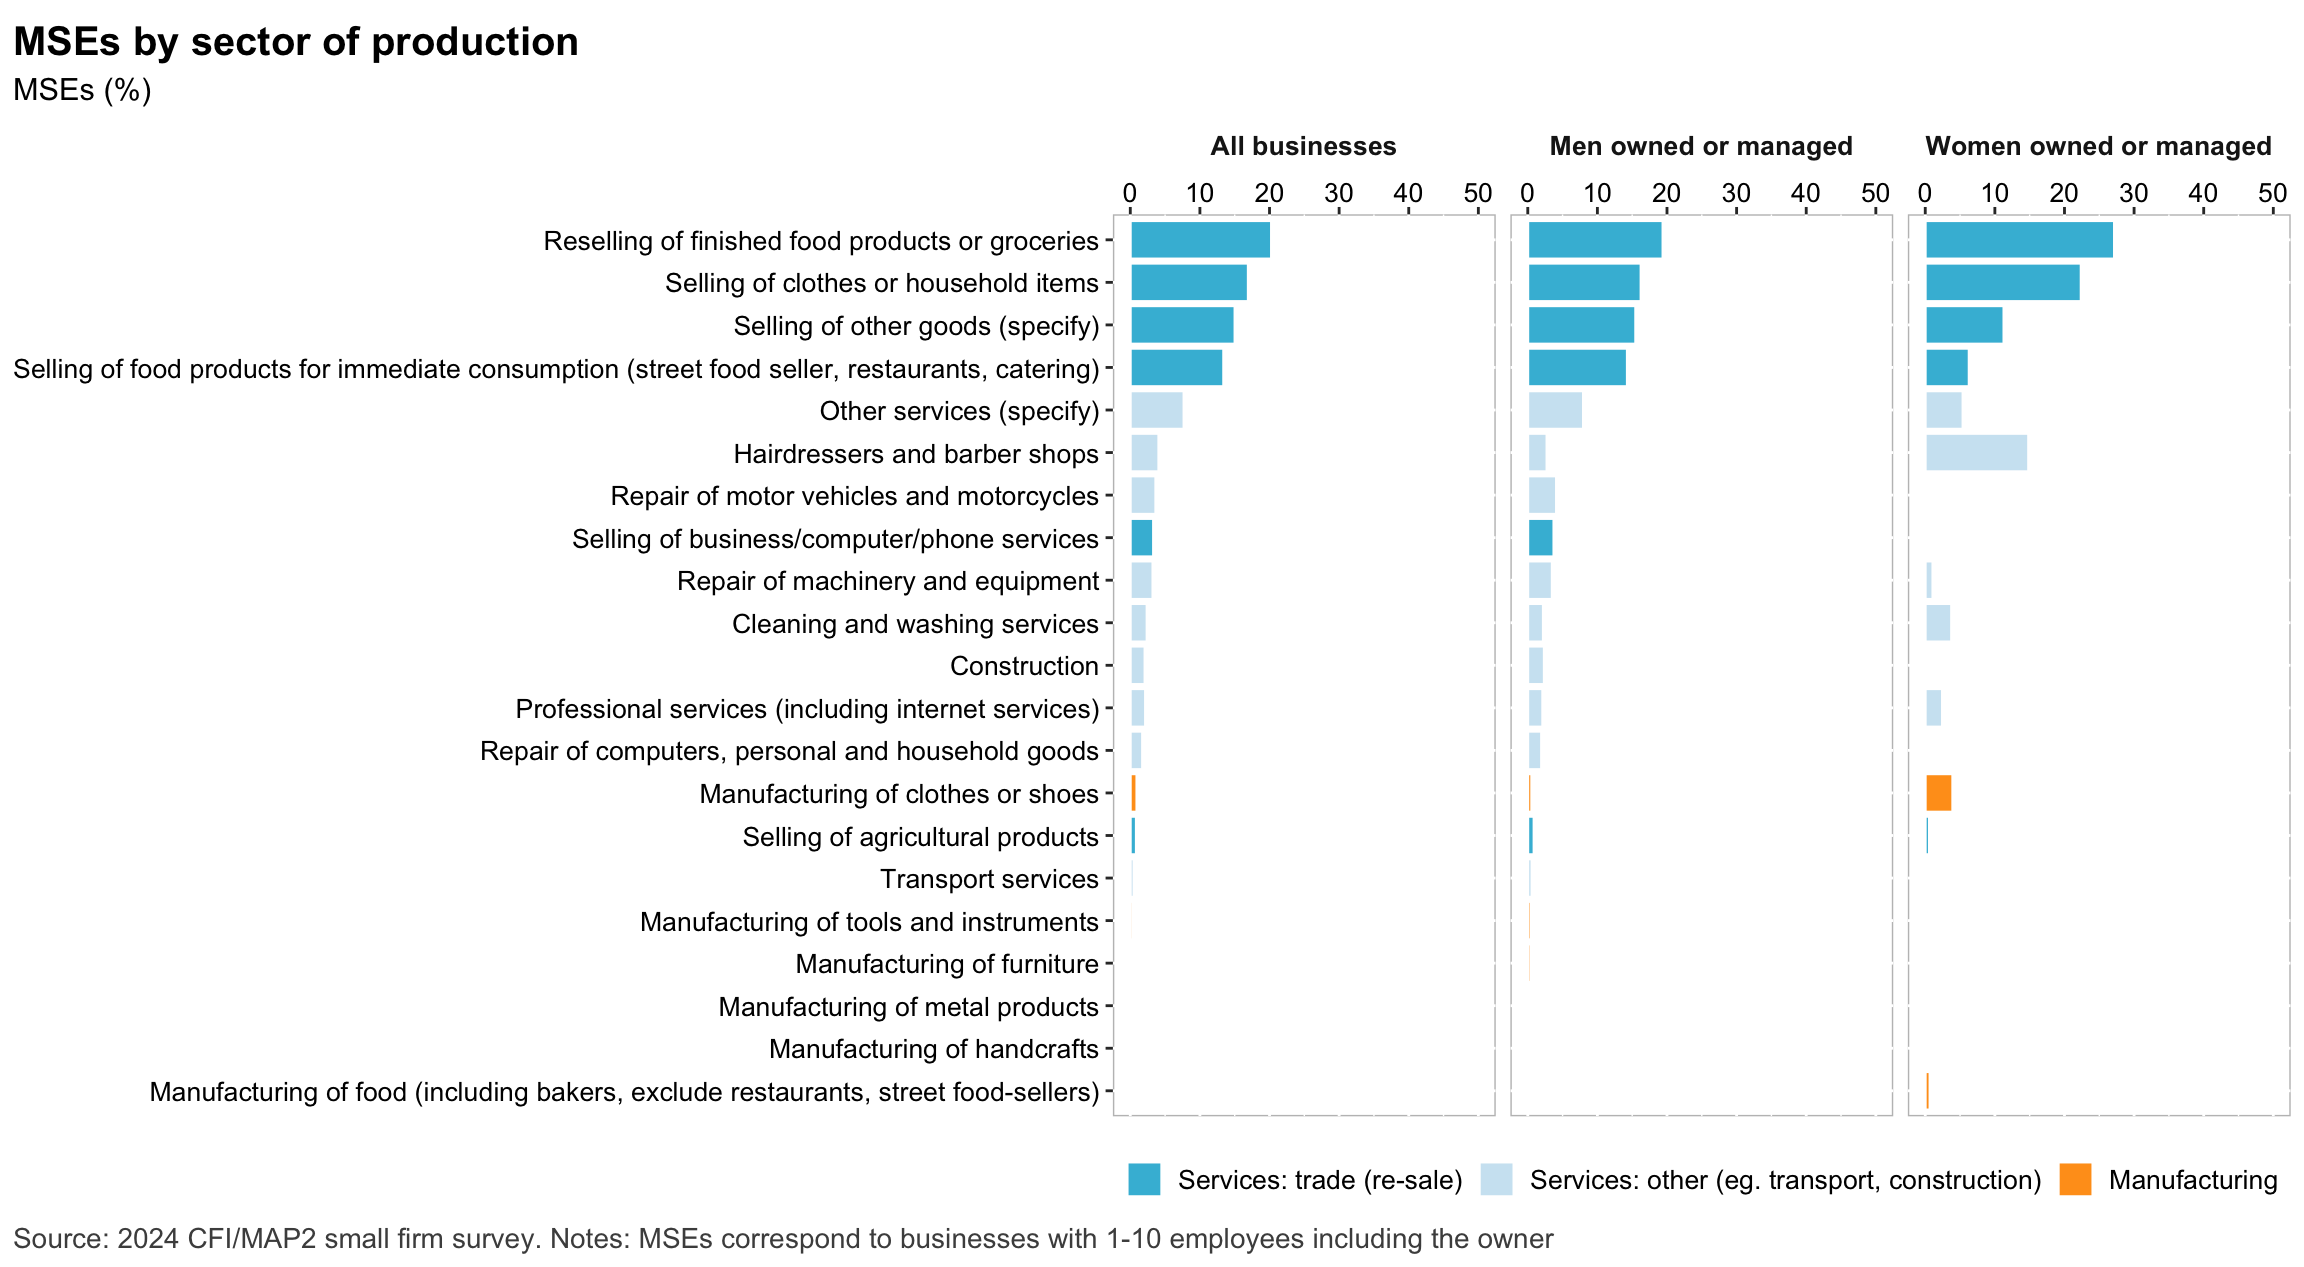 MSEs by sector of production
MSEs (%)
All businesses Men owned or managed Women owned or managed
0 10 20 30 40 50 0 10 20 30 40 50 0 10 20 30 40 50
Reselling of finished food products or groceries
Selling of clothes or household items
Selling of other goods (specify)
Selling of food products for immediate consumption (street food seller, restaurants, catering)
Other services (specify)
Hairdressers and barber shops
Repair of motor vehicles and motorcycles
Selling of business/computer/phone services
Repair of machinery and equipment
Cleaning and washing services
Construction
Professional services (including internet services)
Repair of computers, personal and household goods
Manufacturing of clothes or shoes
Selling of agricultural products
Transport services
Manufacturing of tools and instruments
Manufacturing of furniture
Manufacturing of metal products
Manufacturing of handcrafts
Manufacturing of food (including bakers, exclude restaurants, street food-sellers)
Services: trade (re-sale) Services: other (eg. transport, construction) Manufacturing
Source: 2024 CFI/MAP2 small firm survey. Notes: MSEs correspond to businesses with 1-10 employees including the owner